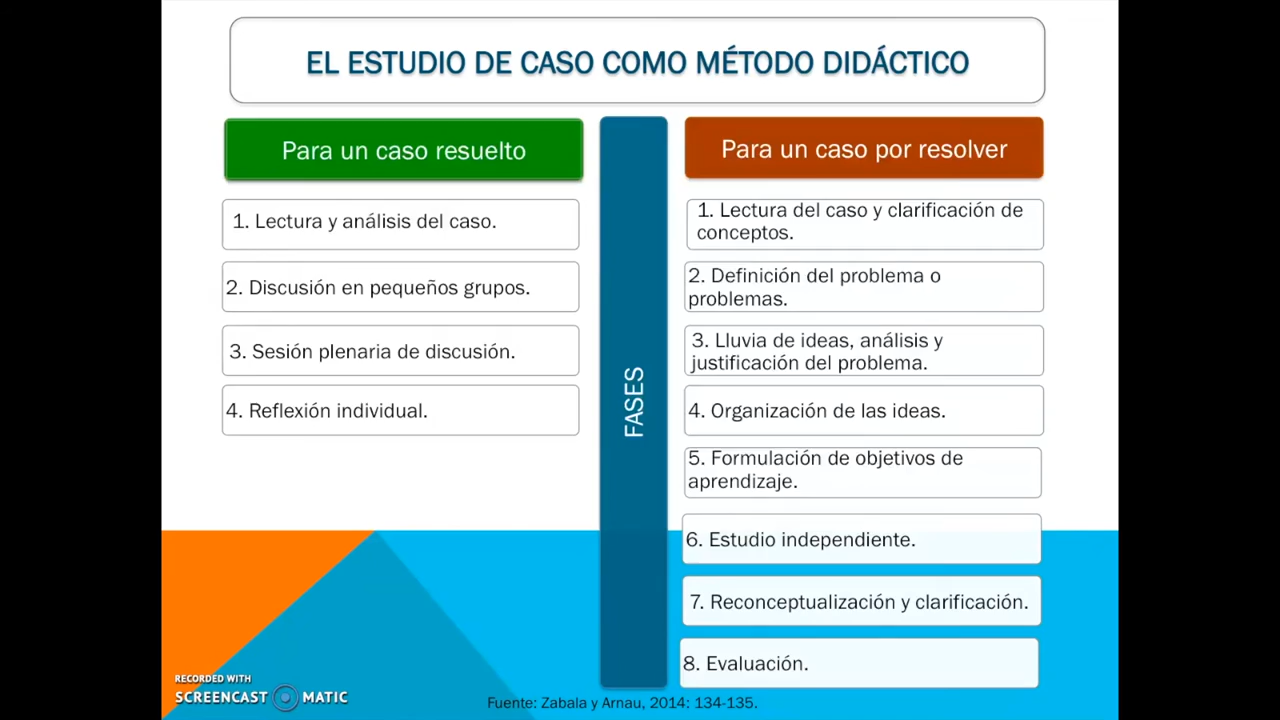 EL ESTUDIO DE CASO COMO MÉTODO DIDÁCTICO
Para un caso resuelto
1. Lectura y análisis del caso.
2. Discusión en pequeños grupos.
3. Sesión plenaria de discusión.
4. Reflexión individual.
FASES
Para un caso por resolver
1. Lectura del caso y clarificación de
conceptos.
2. Definición del problema o
problemas.
3. Lluvia de ideas, análisis y
justificación del problema.
4. Organización de las ideas.
5. Formulación de objetivos de
aprendizaje.
6. Estudio independiente.
7. Reconceptualización y clarificación.
8. Evaluación.
Fuente: Zabala y Arnau, 2014: 134-135.
RECORDED WITH
SCREENCAST MATIC